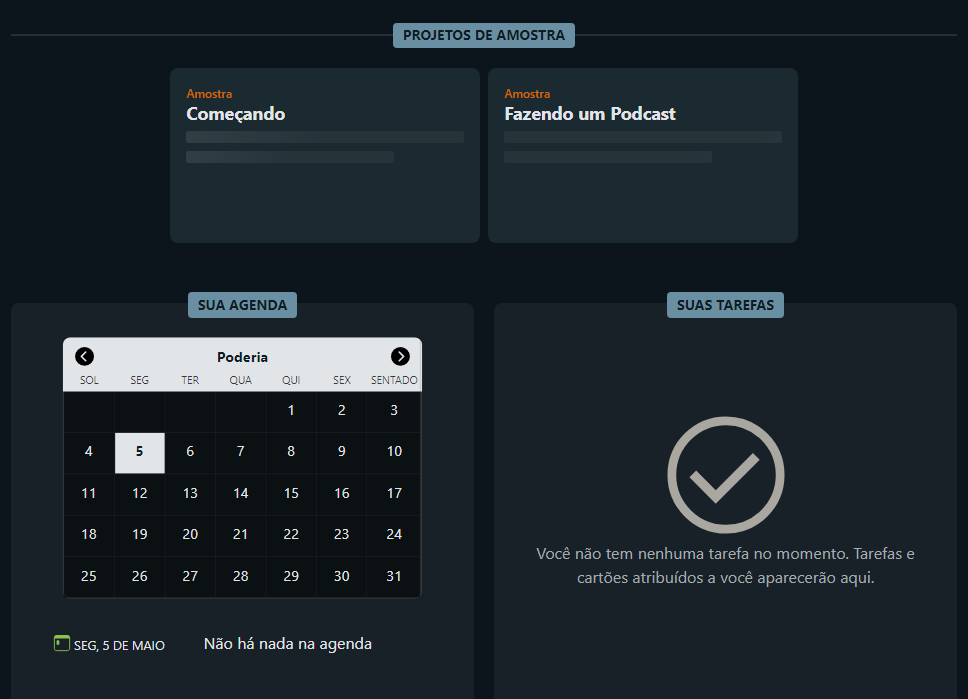 PROJETOS DE AMOSTRA
Amostra
Começando
Amostra
Fazendo um Podcast
SUA AGENDA
Poderia
SOL SEG TER QUA QUI SEX SENTADO
1 2 3
4 5 6 7 8 9 10
11 12 13 14 15 16 17
18 19 20 21 22 23 24
25 26 27 28 29 30 31
SEG, 5 DE MAIO Não há nada na agenda
SUAS TAREFAS
Você não tem nenhuma tarefa no momento. Tarefas e
cartões atribuídos a você aparecerão aqui.